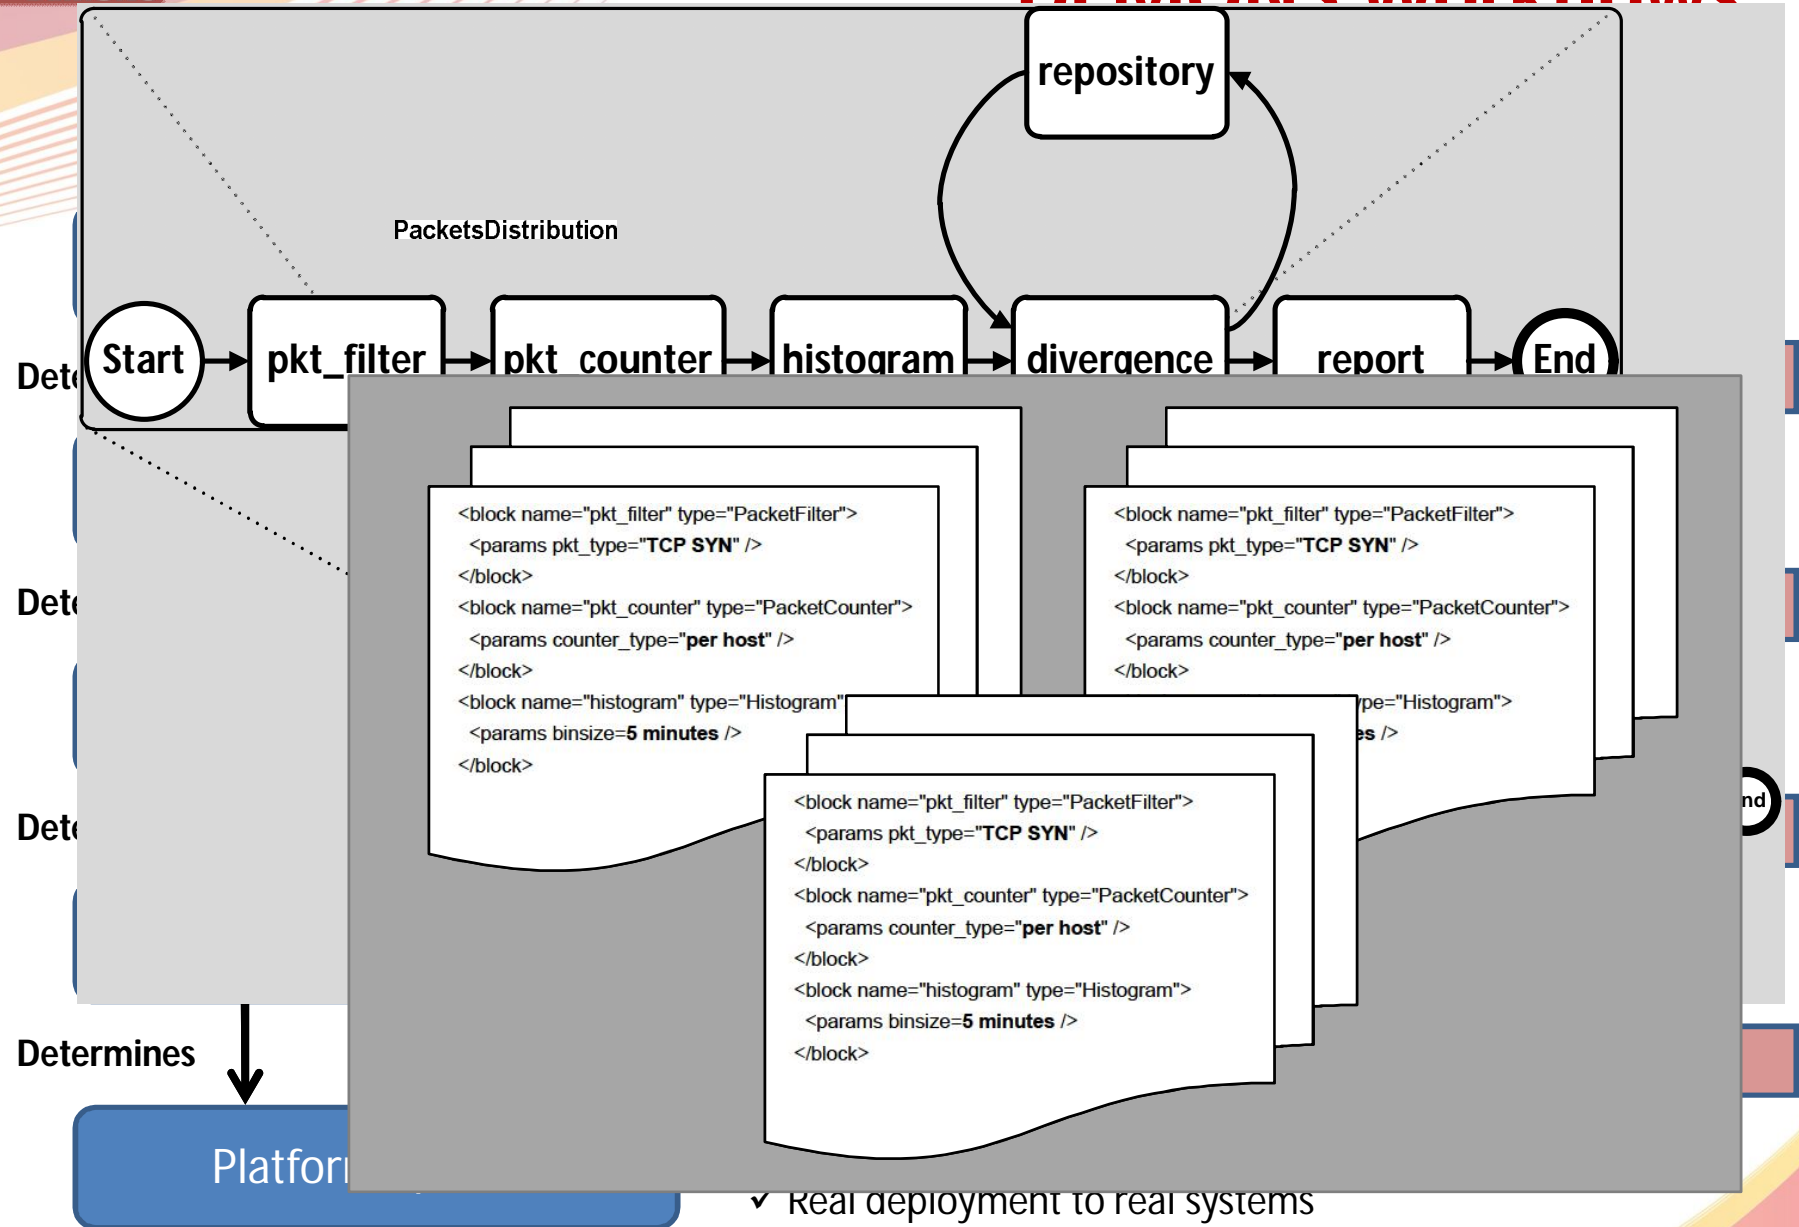 repository
PacketsDistribution
Start
pkt_filter
pkt_counter
histogram
divergence
report
End
<block name="pkt_filter" type="PacketFilter">
<params pkt_type="TCP SYN" />
</block>
<block name="pkt_counter" type="PacketCounter">
<params counter_type="per host" />
</block>
<block name="histogram" type="Histogram"
<params binsize=5 minutes />
</block>
<block name="pkt_filter" type="PacketFilter">
<params pkt_type="TCP SYN" />
</block>
<block name="pkt_counter" type="PacketCounter">
<params counter_type="per host" />
</block>
ype="Histogram">
es />
<block name="pkt_filter" type="PacketFilter">
<params pkt_type="TCP SYN" />
</block>
<block name="pkt_counter" type="PacketCounter">
<params counter_type="per host" />
</block>
<block name="histogram" type="Histogram">
<params binsize=5 minutes />
</block>
Dete
Dete
Dete
nd
Determines
Platfor
✓ Real deployment to real systems